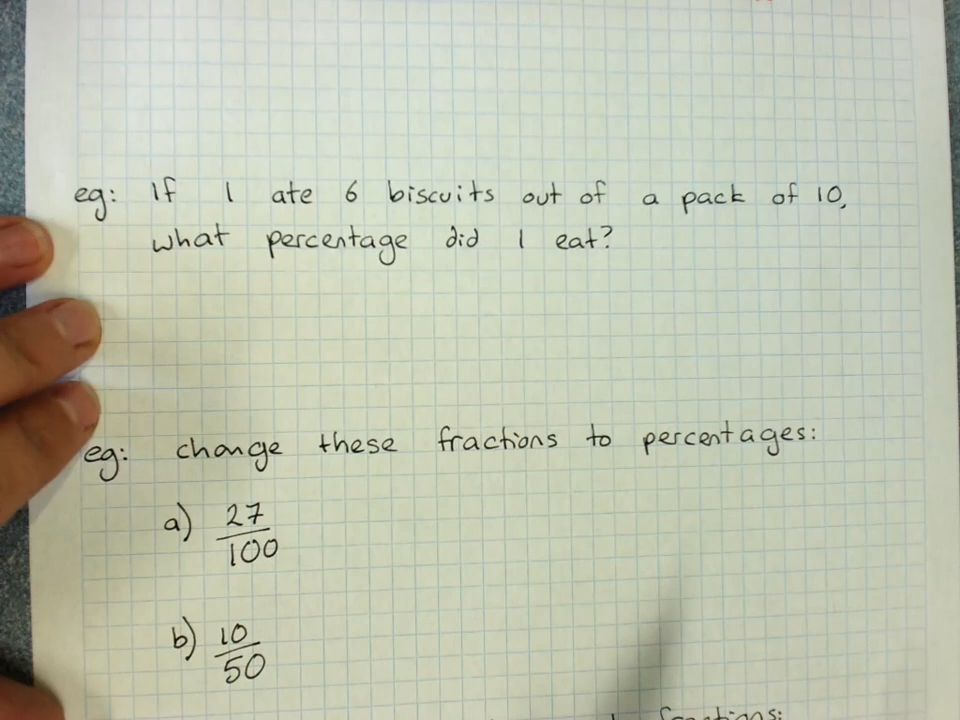 eg: If I ate 6 biscuits out of a pack of 10,
what percentage did I eat?
eg: change these fractions to percentages:
a) 27/100
b) 10/50
fractions: